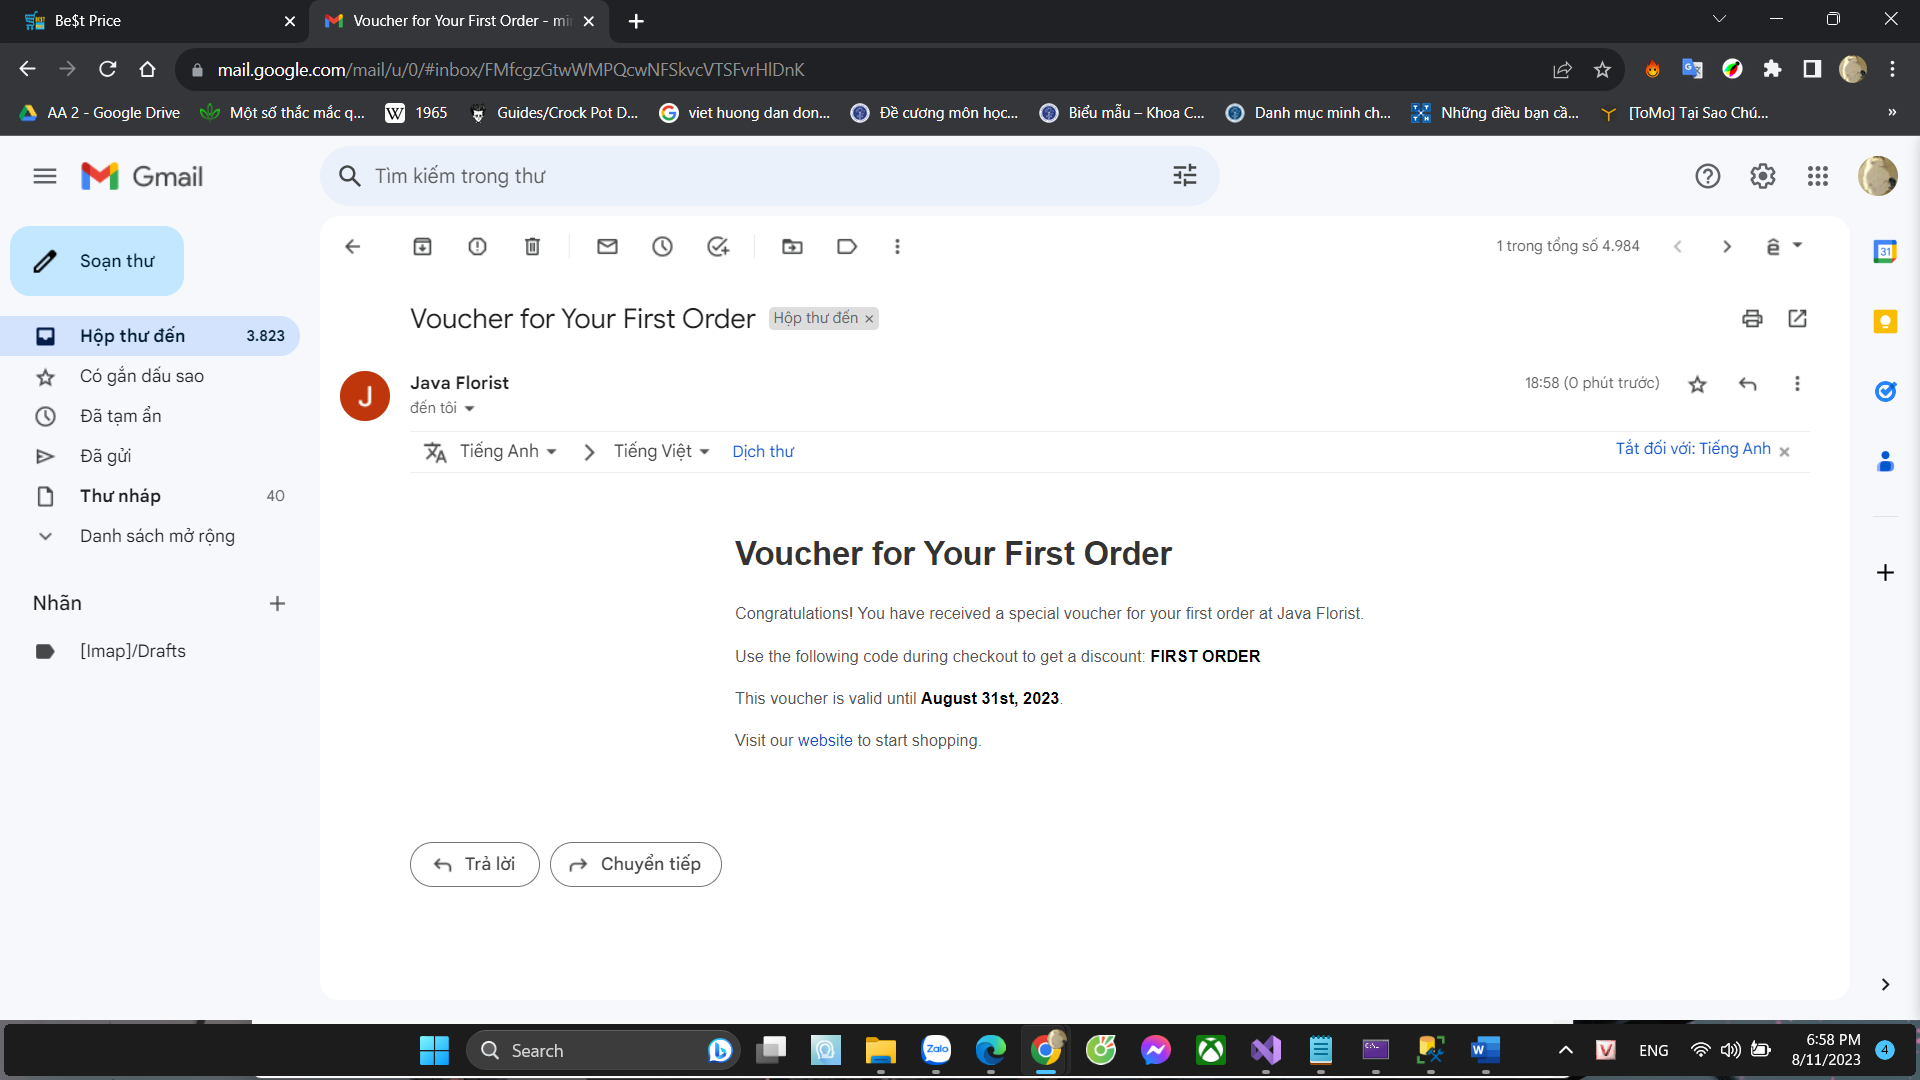 Be$t Price
Voucher for Your First Order - mi
mail.google.com/mail/u/0/#inbox/FMfcgzGtwWMPQcwNFSkvcVTSFvrHlDnK
AA 2 - Google Drive
Một số thắc mắc q...
1965
Guides/Crock Pot D...
viet huong dan don...
Đề cương môn học...
Biểu mẫu – Khoa C...
Danh mục minh ch...
Những điều bạn cầ...
[ToMo] Tại Sao Chú...
»
Gmail
Tìm kiếm trong thư
Soạn thư
1 trong tổng số 4.984
ê
31
Hộp thư đến 3.823
Có gắn dấu sao
Đã tạm ẩn
Đã gửi
Thư nháp 40
Danh sách mở rộng
Nhãn
[Imap]/Drafts
Voucher for Your First Order Hộp thư đến ×
J
Java Florist
18:58 (0 phút trước)
đến tôi
Tiếng Anh > Tiếng Việt Dịch thư
Tắt đối với: Tiếng Anh ×
Voucher for Your First Order
Congratulations! You have received a special voucher for your first order at Java Florist.
Use the following code during checkout to get a discount: FIRST ORDER
This voucher is valid until August 31st, 2023.
Visit our website to start shopping.
Trả lời
Chuyển tiếp
Search
Zalo
ENG
6:58 PM
8/11/2023
4